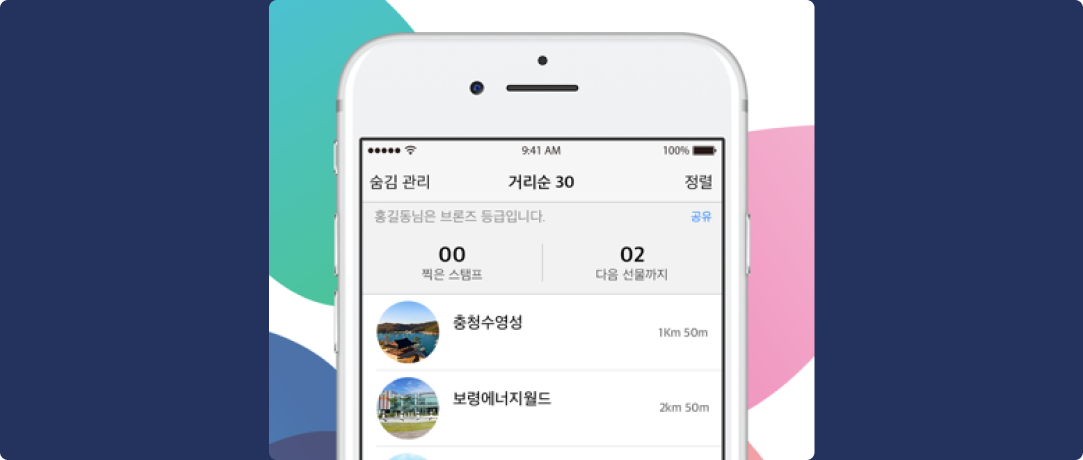 9:41 AM 100%
숨김 관리 거리순 30 정렬
홍길동님은 브론즈 등급입니다. 공유
00 02
찍은 스탬프 다음 선물까지
충청수영성 1Km 50m
보령에너지월드 2km 50m